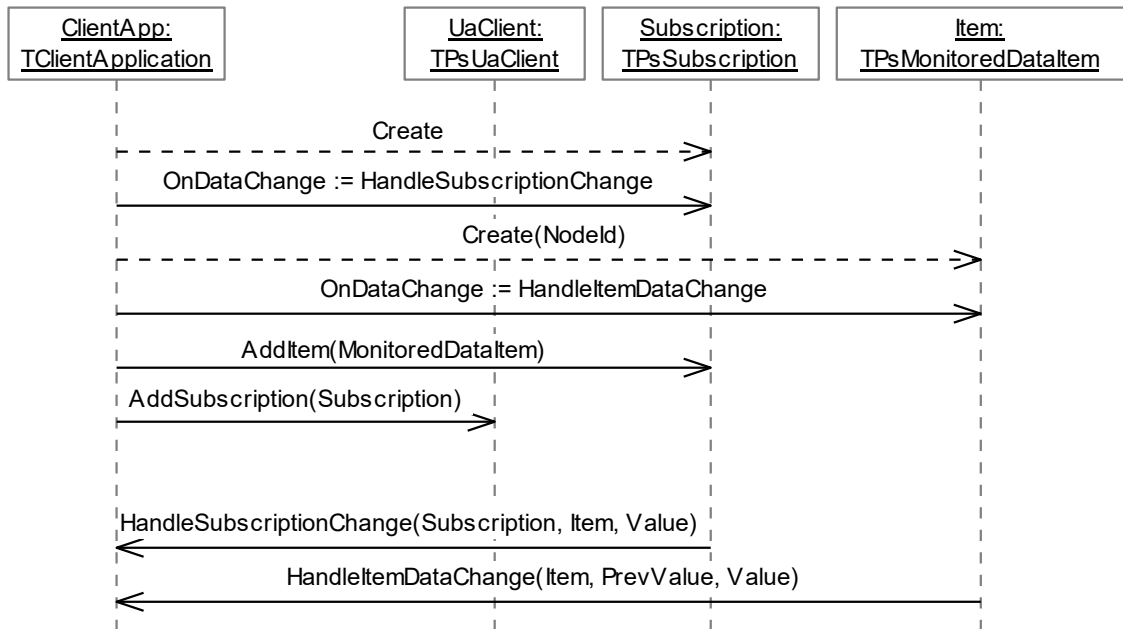 ClientApp:
TClientApplication
UaClient:
TPsUaClient
Subscription:
TPsSubscription
Item:
TPsMonitoredDataItem
Create
OnDataChange := HandleSubscriptionChange
Create(NodeId)
OnDataChange := HandleItemDataChange
AddItem(MonitoredDataItem)
AddSubscription(Subscription)
HandleSubscriptionChange(Subscription, Item, Value)
HandleItemDataChange(Item, PrevValue, Value)